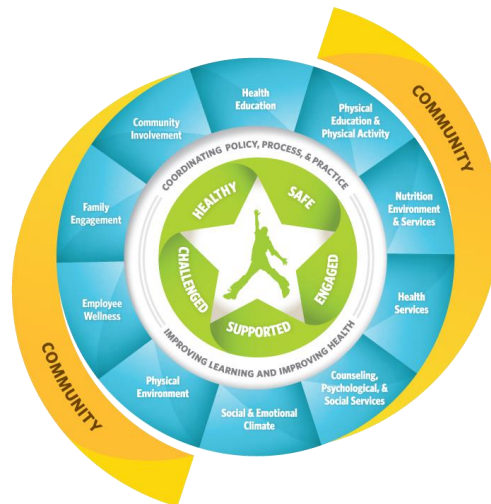 COMMUNITY
Health
Education
Physical
Education &
Physical Activity
Nutrition
Environment
& Services
Health
Services
Counseling,
Psychological, &
Social Services
Social & Emotional
Climate
Physical
Environment
Employee
Wellness
Family
Engagement
Community
Involvement
COORDINATING POLICY, PROCESS, & PRACTICE
IMPROVING LEARNING AND IMPROVING HEALTH
HEALTHY
SAFE
ENGAGED
SUPPORTED
CHALLENGED
COMMUNITY